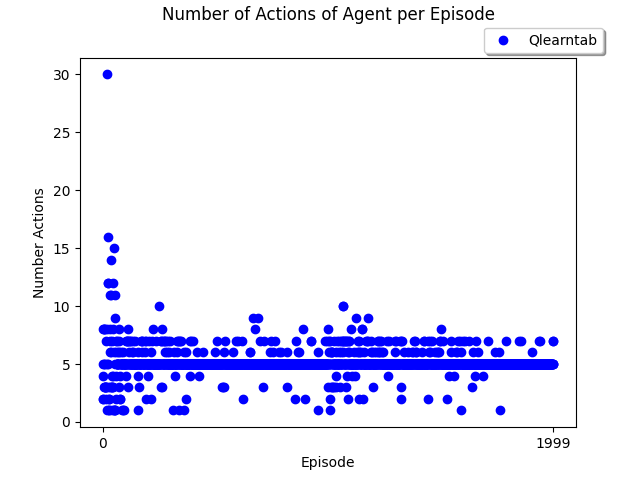 Number of Actions of Agent per Episode
Qlearntab
30
25
20
15
10
5
0
Number Actions
0 1999
Episode